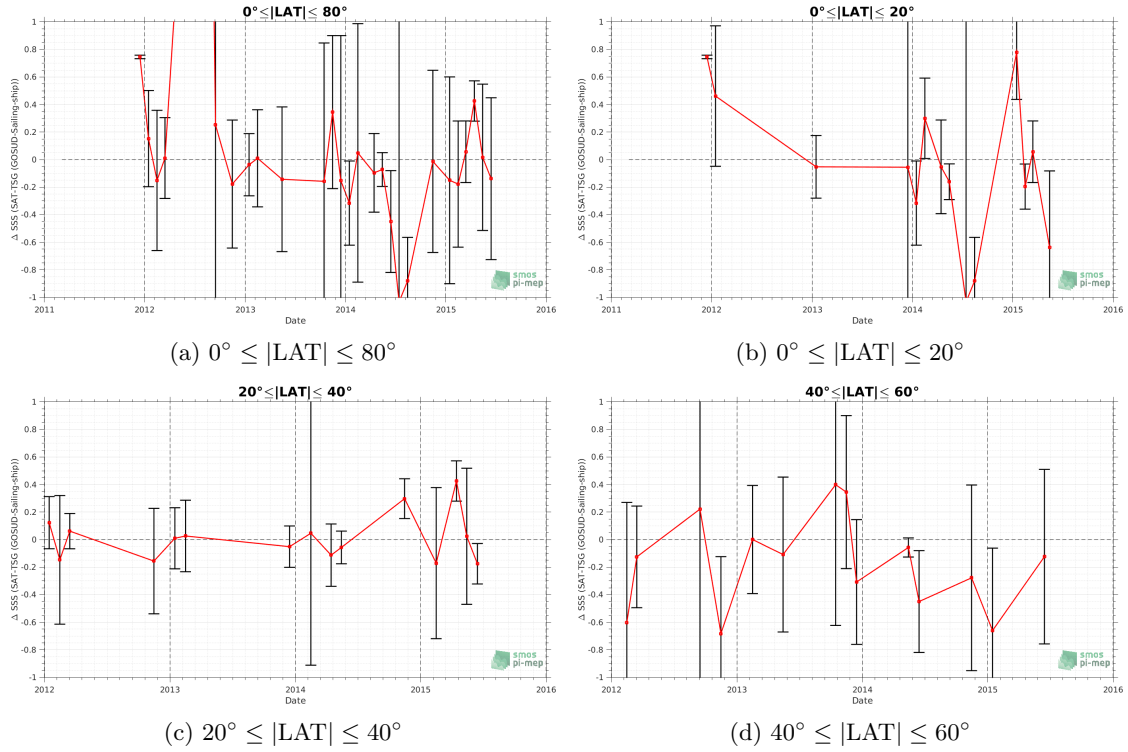 0°≤|LAT|≤ 80°
Δ SSS (SAT-TSG (GOSUD-Sailing-ship))
1
0.8
0.6
0.4
0.2
0
-0.2
-0.4
-0.6
-0.8
-1
2011 2012 2013 2014 2015 2016
Date
smos
pi-mep
(a) 0° ≤ |LAT| ≤ 80°
0°≤|LAT|≤ 20°
Δ SSS (SAT-TSG (GOSUD-Sailing-ship))
1
0.8
0.6
0.4
0.2
0
-0.2
-0.4
-0.6
-0.8
-1
2011 2012 2013 2014 2015 2016
Date
smos
pi-mep
(b) 0° ≤ |LAT| ≤ 20°
20°≤|LAT|≤ 40°
Δ SSS (SAT-TSG (GOSUD-Sailing-ship))
1
0.8
0.6
0.4
0.2
0
-0.2
-0.4
-0.6
-0.8
-1
2012 2013 2014 2015 2016
Date
smos
pi-mep
(c) 20° ≤ |LAT| ≤ 40°
40°≤|LAT|≤ 60°
Δ SSS (SAT-TSG (GOSUD-Sailing-ship))
1
0.8
0.6
0.4
0.2
0
-0.2
-0.4
-0.6
-0.8
-1
2012 2013 2014 2015 2016
Date
smos
pi-mep
(d) 40° ≤ |LAT| ≤ 60°